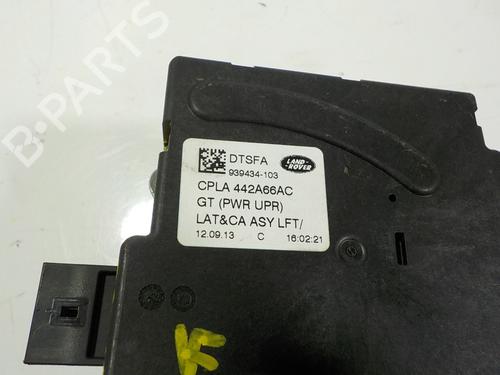 DTSFA
LAND-ROVER
939434-103
CPLA 442A66AC
GT (PWR UPR)
LAT&CA ASY LFT/
12.09.13 C 16:02:21
B-PARTS